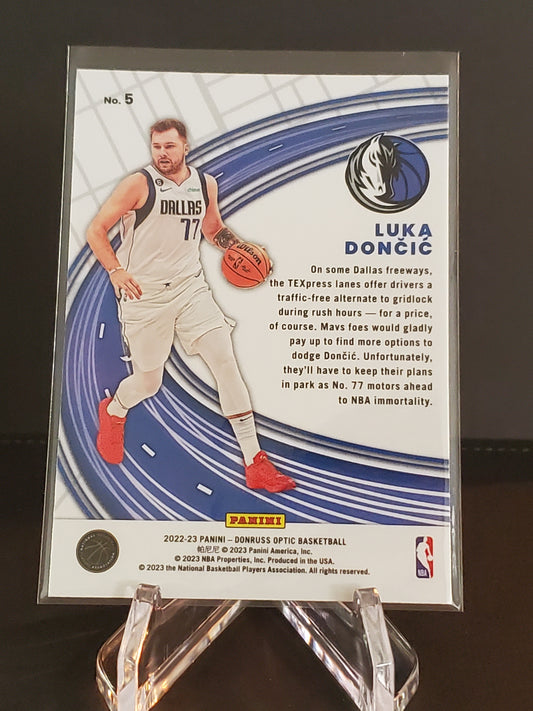 No. 5
DALLAS
77
Wilson
LUKA
DONČIĆ
On some Dallas freeways,
the TEXpress lanes offer drivers a
traffic-free alternate to gridlock
during rush hours — for a price,
of course. Mavs foes would gladly
pay up to find more options to
dodge Dončić. Unfortunately,
they'll have to keep their plans
in park as No. 77 motors ahead
to NBA immortality.
PANINI
2022-23 PANINI – DONRUSS OPTIC BASKETBALL
帕尼尼 © 2023 Panini America, Inc.
© 2023 NBA Properties, Inc. Produced in the USA.
© 2023 the National Basketball Players Association. All rights reserved.
NBA